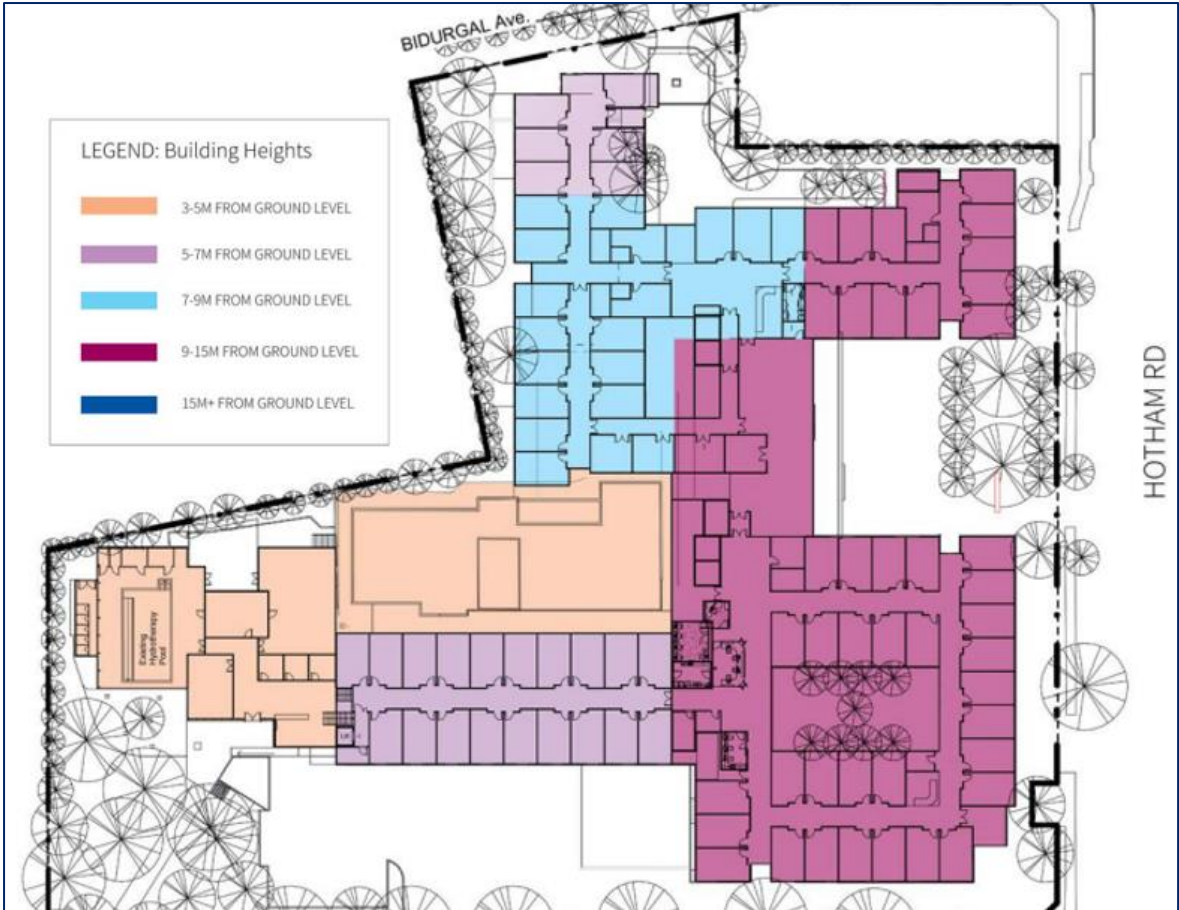 BIDURGAL Ave.
LEGEND: Building Heights
3-5M FROM GROUND LEVEL
5-7M FROM GROUND LEVEL
7-9M FROM GROUND LEVEL
9-15M FROM GROUND LEVEL
15M+ FROM GROUND LEVEL
HOTHAM RD
Existing
Hydrotherapy
Pool